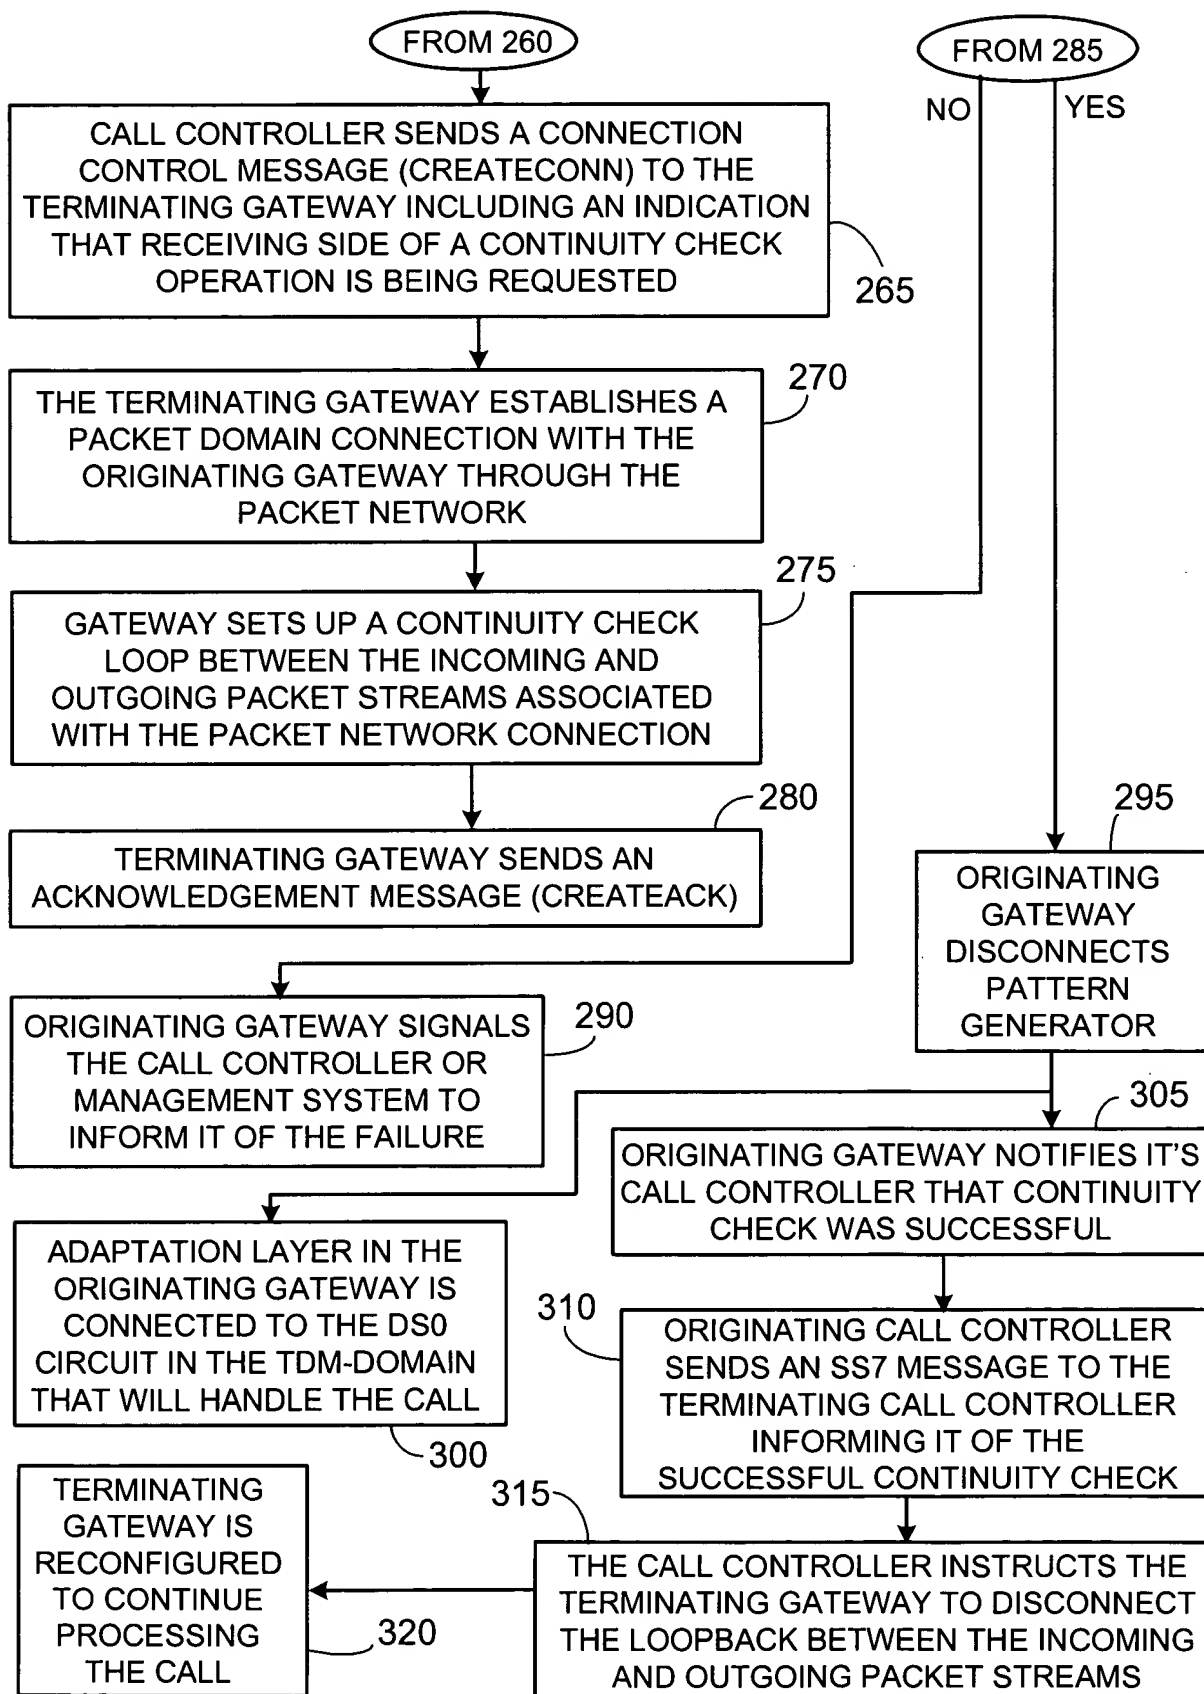 FROM 260
CALL CONTROLLER SENDS A CONNECTION
CONTROL MESSAGE (CREATECONN) TO THE
TERMINATING GATEWAY INCLUDING AN INDICATION
THAT RECEIVING SIDE OF A CONTINUITY CHECK
OPERATION IS BEING REQUESTED
265
THE TERMINATING GATEWAY ESTABLISHES A
PACKET DOMAIN CONNECTION WITH THE
ORIGINATING GATEWAY THROUGH THE
PACKET NETWORK
270
GATEWAY SETS UP A CONTINUITY CHECK
LOOP BETWEEN THE INCOMING AND
OUTGOING PACKET STREAMS ASSOCIATED
WITH THE PACKET NETWORK CONNECTION
275
TERMINATING GATEWAY SENDS AN
ACKNOWLEDGEMENT MESSAGE (CREATEACK)
280
FROM 285
NO
YES
ORIGINATING GATEWAY SIGNALS
THE CALL CONTROLLER OR
MANAGEMENT SYSTEM TO
INFORM IT OF THE FAILURE
290
ORIGINATING
GATEWAY
DISCONNECTS
PATTERN
GENERATOR
295
ADAPTATION LAYER IN THE
ORIGINATING GATEWAY IS
CONNECTED TO THE DS0
CIRCUIT IN THE TDM-DOMAIN
THAT WILL HANDLE THE CALL
300
ORIGINATING GATEWAY NOTIFIES IT'S
CALL CONTROLLER THAT CONTINUITY
CHECK WAS SUCCESSFUL
305
ORIGINATING CALL CONTROLLER
SENDS AN SS7 MESSAGE TO THE
TERMINATING CALL CONTROLLER
INFORMING IT OF THE
SUCCESSFUL CONTINUITY CHECK
310
THE CALL CONTROLLER INSTRUCTS THE
TERMINATING GATEWAY TO DISCONNECT
THE LOOPBACK BETWEEN THE INCOMING
AND OUTGOING PACKET STREAMS
315
TERMINATING
GATEWAY IS
RECONFIGURED
TO CONTINUE
PROCESSING
THE CALL
320